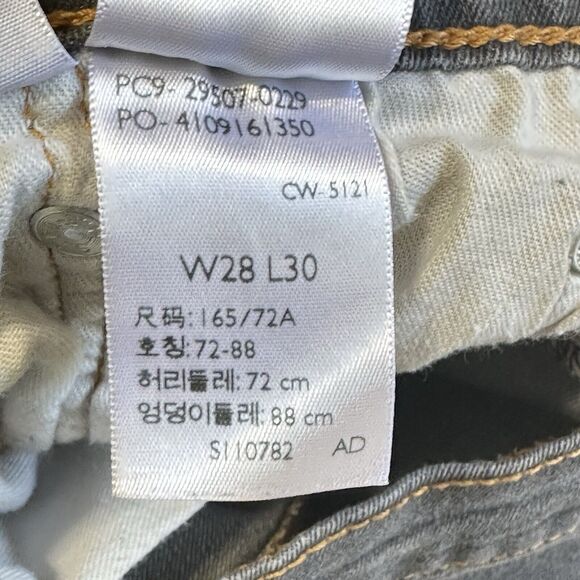 PC9-29507-0229
PO-4109161350
CW-5121
W28 L30
尺码:165/72A
호칭:72-88
허리둘레:72 cm
엉덩이둘레:88 cm
S110782 AD